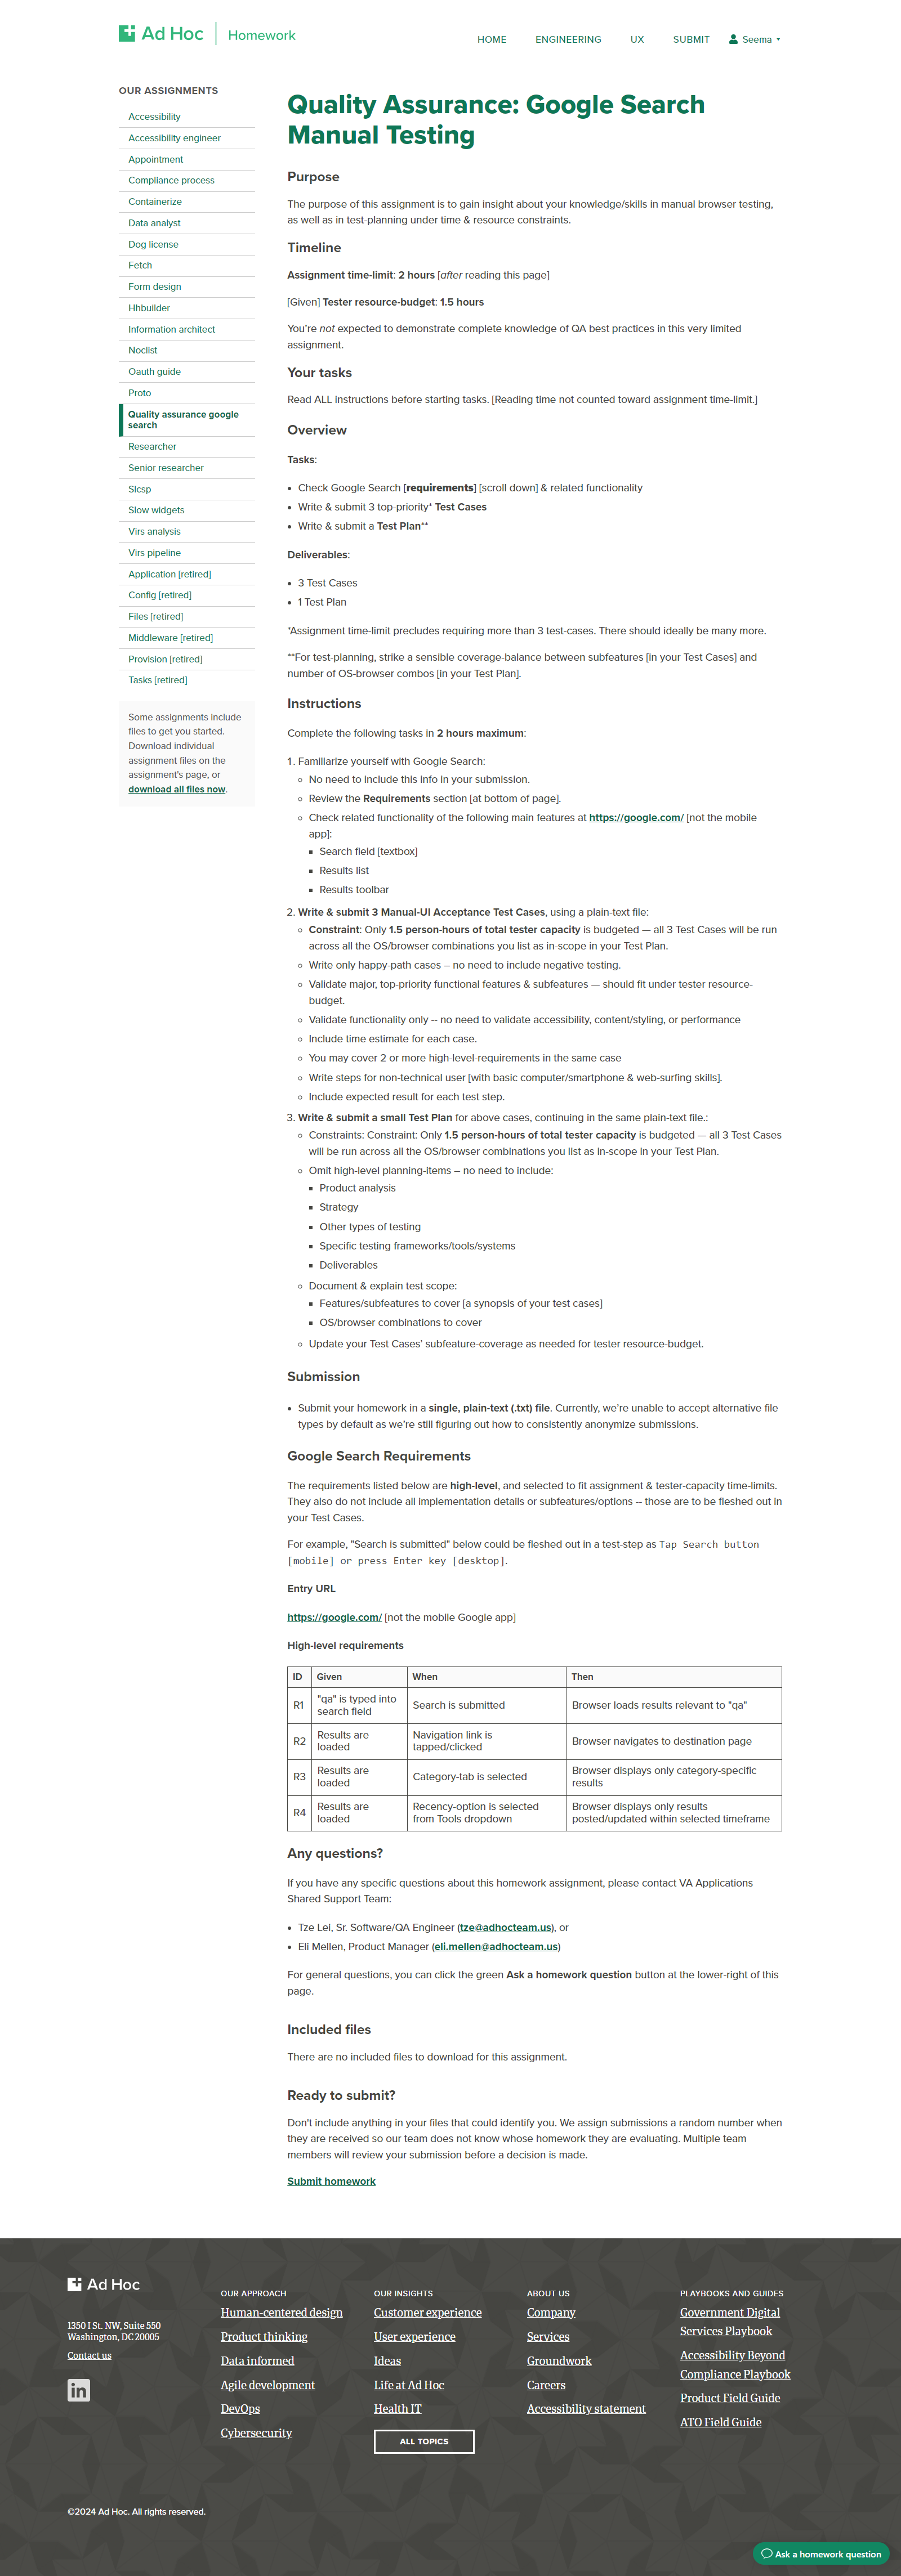 Ad Hoc
Homework
HOME
ENGINEERING
UX
SUBMIT
Seema
OUR ASSIGNMENTS
Accessibility
Accessibility engineer
Appointment
Compliance process
Containerize
Data analyst
Dog license
Fetch
Form design
Hhbuilder
Information architect
Noclist
Oauth guide
Proto
Quality assurance google
search
Researcher
Senior researcher
Slcsp
Slow widgets
Virs analysis
Virs pipeline
Application [retired]
Config [retired]
Files [retired]
Middleware [retired]
Provision [retired]
Tasks [retired]
Some assignments include
files to get you started.
Download individual
assignment files on the
assignment's page, or
download all files now.
Quality Assurance: Google Search
Manual Testing
Purpose
The purpose of this assignment is to gain insight about your knowledge/skills in manual browser testing,
as well as in test-planning under time & resource constraints.
Timeline
Assignment time-limit: 2 hours [after reading this page]
[Given] Tester resource-budget: 1.5 hours
You're not expected to demonstrate complete knowledge of QA best practices in this very limited
assignment.
Your tasks
Read ALL instructions before starting tasks. [Reading time not counted toward assignment time-limit.]
Overview
Tasks:
• Check Google Search [requirements] [scroll down] & related functionality
• Write & submit 3 top-priority* Test Cases
• Write & submit a Test Plan**
Deliverables:
• 3 Test Cases
• 1 Test Plan
*Assignment time-limit precludes requiring more than 3 test-cases. There should ideally be many more.
**For test-planning, strike a sensible coverage-balance between subfeatures [in your Test Cases] and
number of OS-browser combos [in your Test Plan].
Instructions
Complete the following tasks in 2 hours maximum:
1. Familiarize yourself with Google Search:
No need to include this info in your submission.
Review the Requirements section [at bottom of page].
Check related functionality of the following main features at https://google.com/ [not the mobile
app]:
Search field [textbox]
Results list
Results toolbar
2. Write & submit 3 Manual-UI Acceptance Test Cases, using a plain-text file:
Constraint: Only 1.5 person-hours of total tester capacity is budgeted — all 3 Test Cases will be run
across all the OS/browser combinations you list as in-scope in your Test Plan.
Write only happy-path cases – no need to include negative testing.
Validate major, top-priority functional features & subfeatures — should fit under tester resource-
budget.
Validate functionality only -- no need to validate accessibility, content/styling, or performance
Include time estimate for each case.
You may cover 2 or more high-level-requirements in the same case
Write steps for non-technical user [with basic computer/smartphone & web-surfing skills].
Include expected result for each test step.
3. Write & submit a small Test Plan for above cases, continuing in the same plain-text file.:
Constraints: Constraint: Only 1.5 person-hours of total tester capacity is budgeted — all 3 Test Cases
will be run across all the OS/browser combinations you list as in-scope in your Test Plan.
Omit high-level planning-items – no need to include:
Product analysis
Strategy
Other types of testing
Specific testing frameworks/tools/systems
Deliverables
Document & explain test scope:
Features/subfeatures to cover [a synopsis of your test cases]
OS/browser combinations to cover
Update your Test Cases' subfeature-coverage as needed for tester resource-budget.
Submission
• Submit your homework in a single, plain-text (.txt) file. Currently, we're unable to accept alternative file
types by default as we're still figuring out how to consistently anonymize submissions.
Google Search Requirements
The requirements listed below are high-level, and selected to fit assignment & tester-capacity time-limits.
They also do not include all implementation details or subfeatures/options -- those are to be fleshed out in
your Test Cases.
For example, "Search is submitted" below could be fleshed out in a test-step as Tap Search button
[mobile] or press Enter key [desktop].
Entry URL
https://google.com/ [not the mobile Google app]
High-level requirements
ID Given When Then
R1 "qa" is typed into search field Search is submitted Browser loads results relevant to "qa"
R2 Results are loaded Navigation link is tapped/clicked Browser navigates to destination page
R3 Results are loaded Category-tab is selected Browser displays only category-specific results
R4 Results are loaded Recency-option is selected from Tools dropdown Browser displays only results posted/updated within selected timeframe
Any questions?
If you have any specific questions about this homework assignment, please contact VA Applications
Shared Support Team:
• Tze Lei, Sr. Software/QA Engineer (tze@adhocteam.us), or
• Eli Mellen, Product Manager (eli.mellen@adhocteam.us)
For general questions, you can click the green Ask a homework question button at the lower-right of this
page.
Included files
There are no included files to download for this assignment.
Ready to submit?
Don't include anything in your files that could identify you. We assign submissions a random number when
they are received so our team does not know whose homework they are evaluating. Multiple team
members will review your submission before a decision is made.
Submit homework
Ad Hoc
1350 I St. NW, Suite 550
Washington, DC 20005
Contact us
in
OUR APPROACH
Human-centered design
Product thinking
Data informed
Agile development
DevOps
Cybersecurity
OUR INSIGHTS
Customer experience
User experience
Ideas
Life at Ad Hoc
Health IT
ALL TOPICS
ABOUT US
Company
Services
Groundwork
Careers
Accessibility statement
PLAYBOOKS AND GUIDES
Government Digital
Services Playbook
Accessibility Beyond
Compliance Playbook
Product Field Guide
ATO Field Guide
©2024 Ad Hoc. All rights reserved.
Ask a homework question